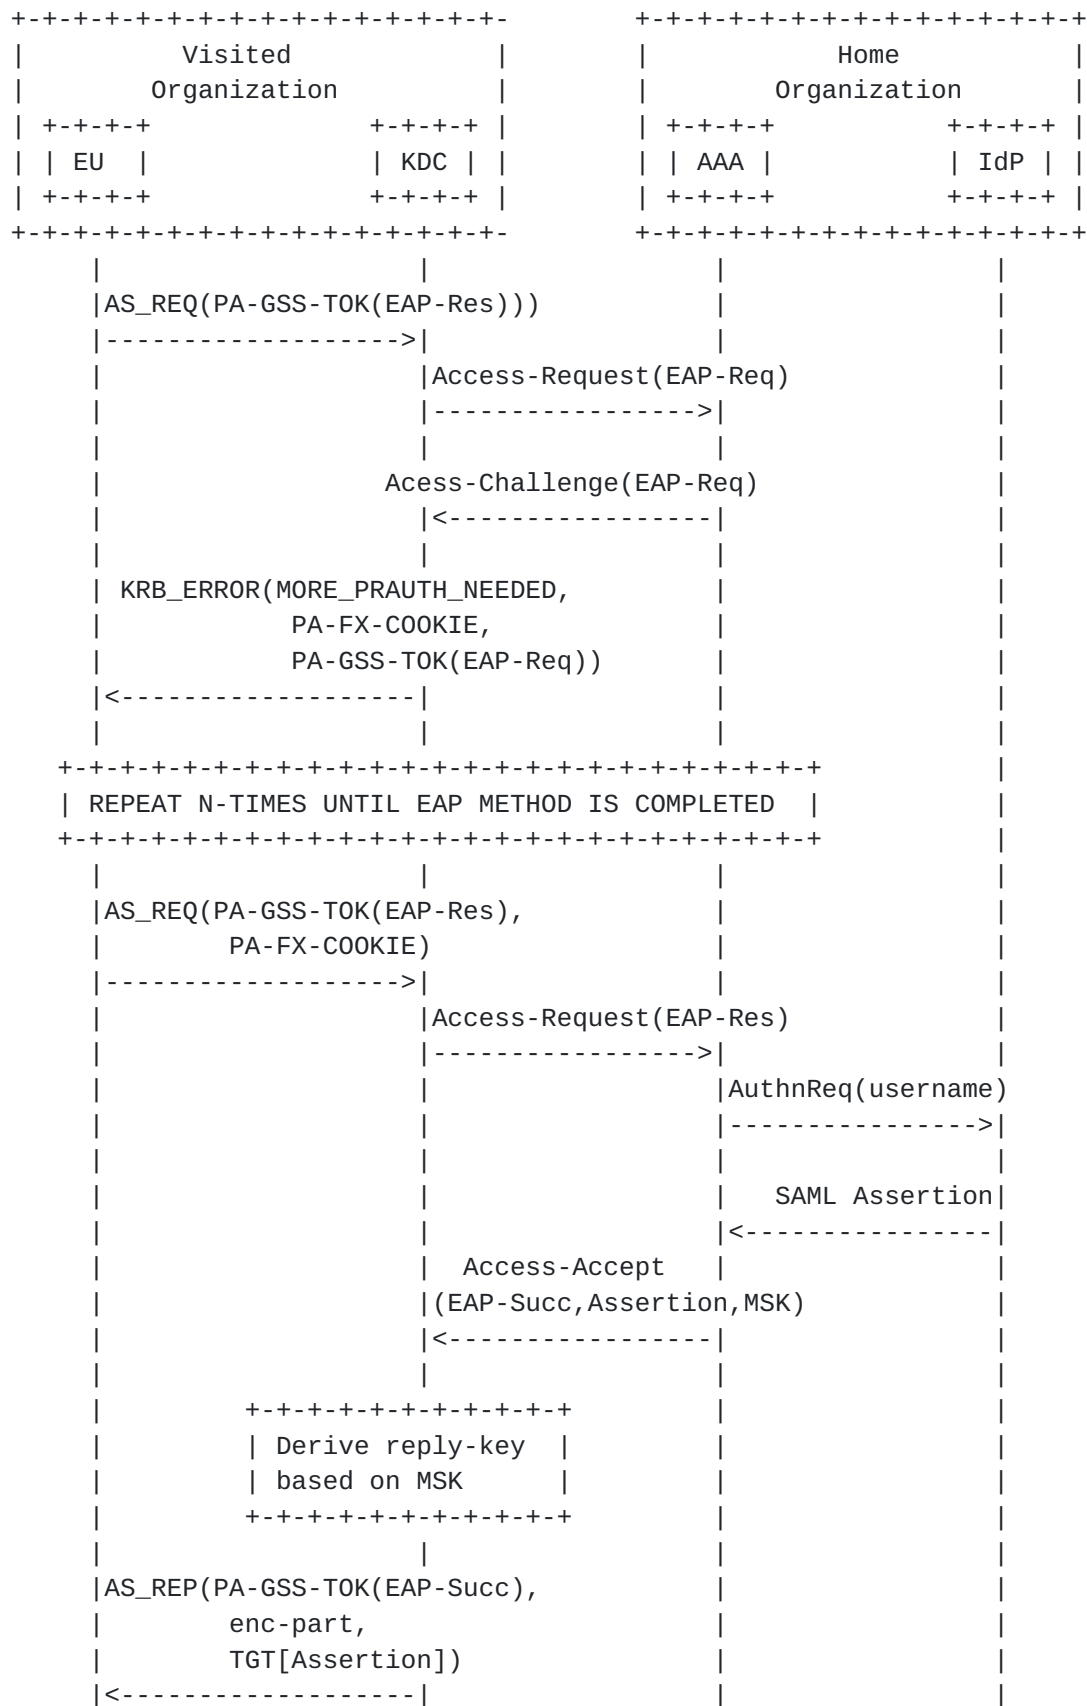 Visited Home
Organization Organization
EU KDC AAA IdP
AS_REQ(PA-GSS-TOK(EAP-Res)))
Access-Request(EAP-Req)
Acess-Challenge(EAP-Req)
KRB_ERROR(MORE_PRAUTH_NEEDED,
PA-FX-COOKIE,
PA-GSS-TOK(EAP-Req))
REPEAT N-TIMES UNTIL EAP METHOD IS COMPLETED
AS_REQ(PA-GSS-TOK(EAP-Res),
PA-FX-COOKIE)
Access-Request(EAP-Res)
AuthnReq(username)
SAML Assertion
Access-Accept
(EAP-Succ,Assertion,MSK)
Derive reply-key
based on MSK
AS_REP(PA-GSS-TOK(EAP-Succ),
enc-part,
TGT[Assertion])